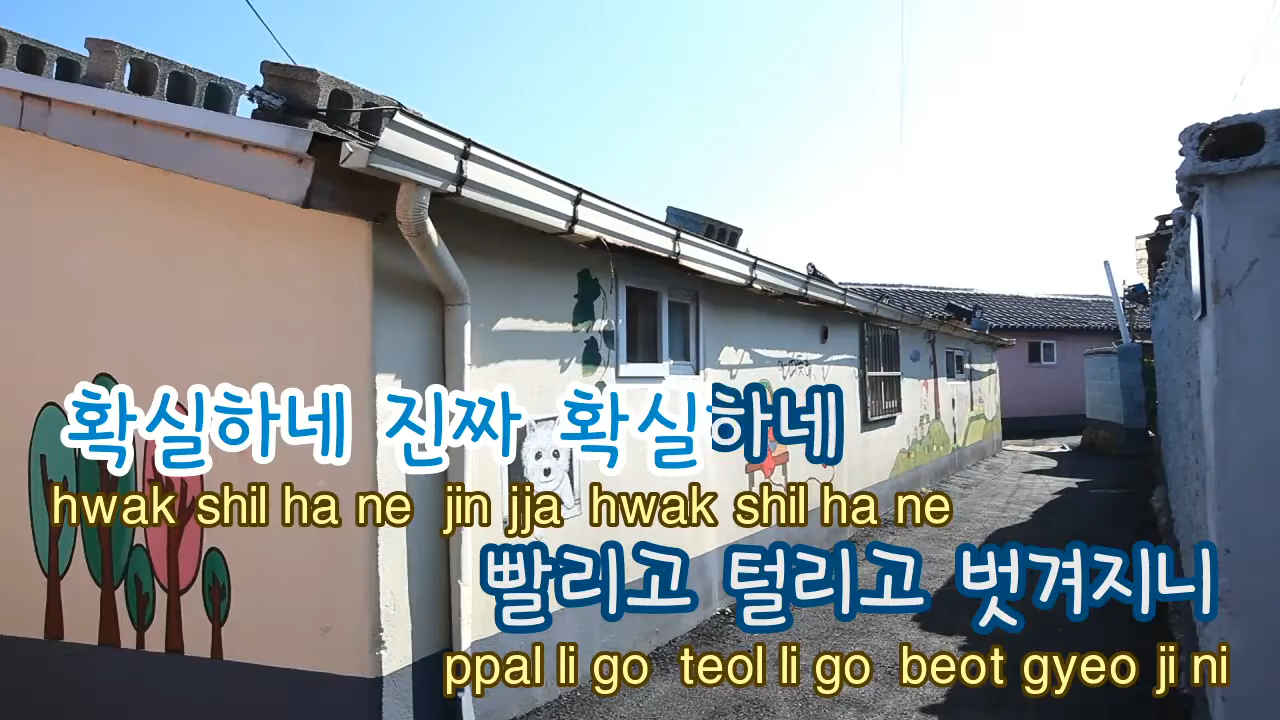 확실하네 진짜 확실하네
hwak shil ha ne jin jja hwak shil ha ne
빨리고 털리고 벗겨지니
ppal li go teol li go beot gyeo ji ni